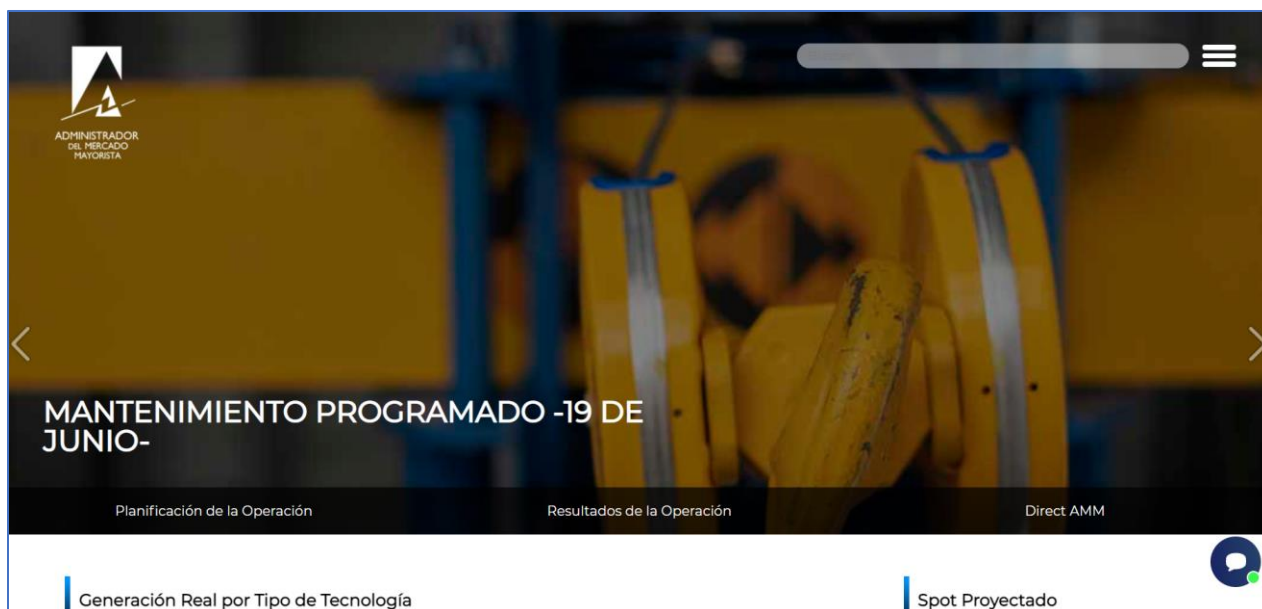 ADMINISTRADOR
DEL MERCADO
MAYORISTA
MANTENIMIENTO PROGRAMADO -19 DE
JUNIO-
Planificación de la Operación
Resultados de la Operación
Direct AMM
Generación Real por Tipo de Tecnología
Spot Proyectado